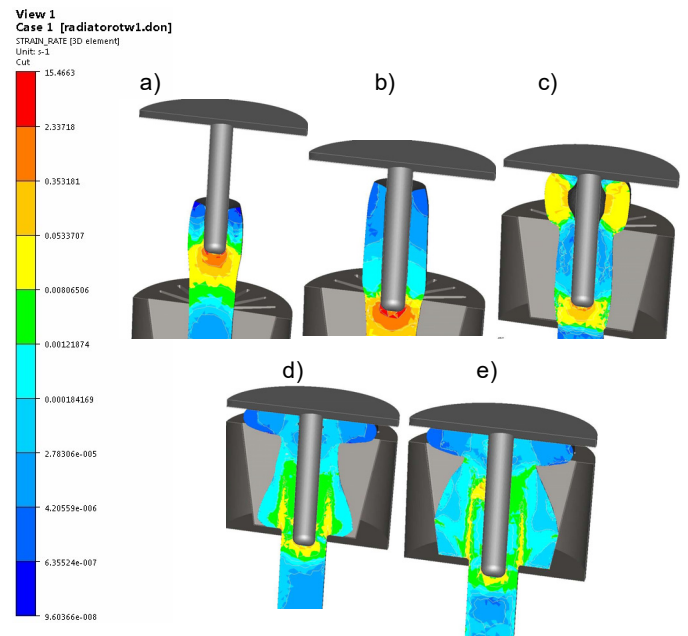 View 1
Case 1 [radiatorotw1.don]
STRAIN_RATE [3D element]
Unit: s-1
Cut
15.4663
2.33718
0.353181
0.0533707
0.00806506
0.00121874
0.000184169
2.78306e-005
4.20559e-006
6.35524e-007
9.60366e-008
a)
b)
c)
d)
e)